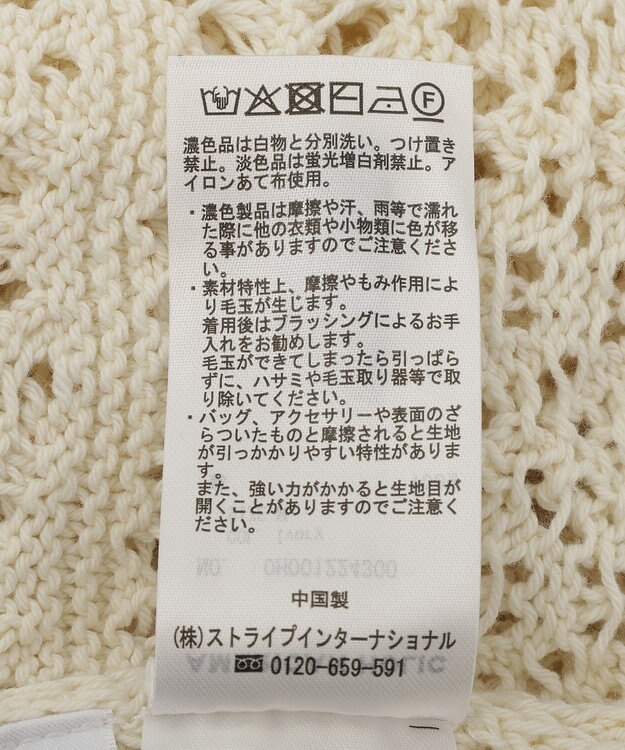 濃色品は白物と分別洗い。つけ置き
禁止。淡色品は蛍光増白剤禁止。ア
イロンあて布使用。
・濃色製品は摩擦や汗、雨等で濡れ
た際に他の衣類や小物類に色が移
る事がありますのでご注意くださ
い。
・素材特性上、摩擦やもみ作用によ
り毛玉が生じます。
着用後はブラッシングによるお手
入れをお勧めします。
毛玉ができてしまったら引っぱら
ずに、ハサミや毛玉取り器等で取
り除いてください。
・バッグ、アクセサリーや表面のざ
らついたものと摩擦されると生地
が引っかかりやすい特性がありま
す。
また、強い力がかかると生地目が
開くことがありますのでご注意く
ださい。
NO. 0H001224300
中国製
(株)ストライプインターナショナル
0120-659-591
F